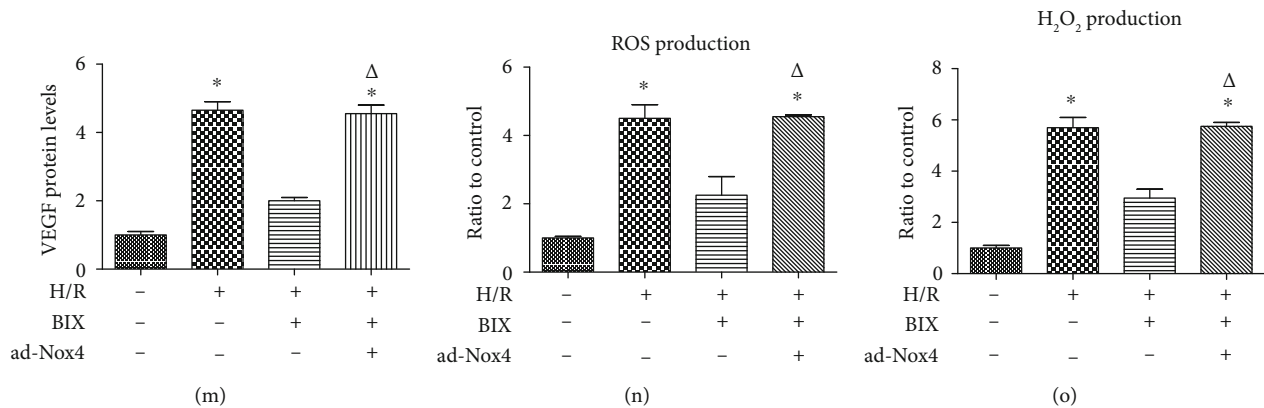 6
4
2
0
VEGF protein levels
*
Δ
*
H/R – + + +
BIX – – + +
ad-Nox4 – – – +
(m)
ROS production
6
4
2
0
Ratio to control
*
Δ
*
H/R – + + +
BIX – – + +
ad-Nox4 – – – +
(n)
H₂O₂ production
8
6
4
2
0
Ratio to control
*
Δ
*
H/R – + + +
BIX – – + +
ad-Nox4 – – – +
(o)